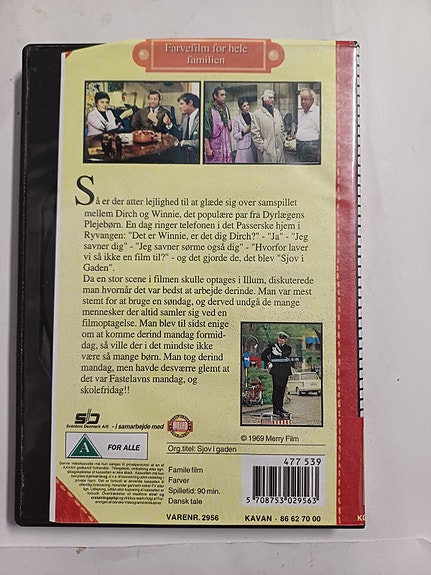 Farvefilm for hele
familien
Så er der atter lejlighed til at glæde sig over samspillet
mellem Dirch og Winnie, det populære par fra Dyrlægens
Plejebørn. En dag ringer telefonen i det Passerske hjem i
Ryvangen: "Det er Winnie, er det dig Dirch?" - "Ja" - "Jeg
savner dig" - "Jeg savner sørme også dig" - "Hvorfor laver
vi så ikke en film til?" - og det gjorde de, det blev "Sjov i
Gaden".
Da en stor scene i filmen skulle optages i Illum, diskuterede
man hvornår det var bedst at arbejde derinde. Man var mest
stemt for at bruge en søndag, og derved undgå de mange
mennesker der altid samler sig ved en
filmoptagelse. Man blev til sidst enige
om at komme derind mandag formid-
dag, så ville der i det mindste ikke
være så mange børn. Man tog derind
mandag, men havde desværre glemt at
det var Fastelavns mandag, og
skolefridag!!
Scanbox Danmark A/S - i samarbejde med
© 1969 Merry Film
A FOR ALLE
Org.titel: Sjov i gaden
477 539
Famile film
Farver
Spilletid: 90 min.
Dansk tale
5 708753 029563
VARENR. 2956 KAVAN - 86 62 70 00